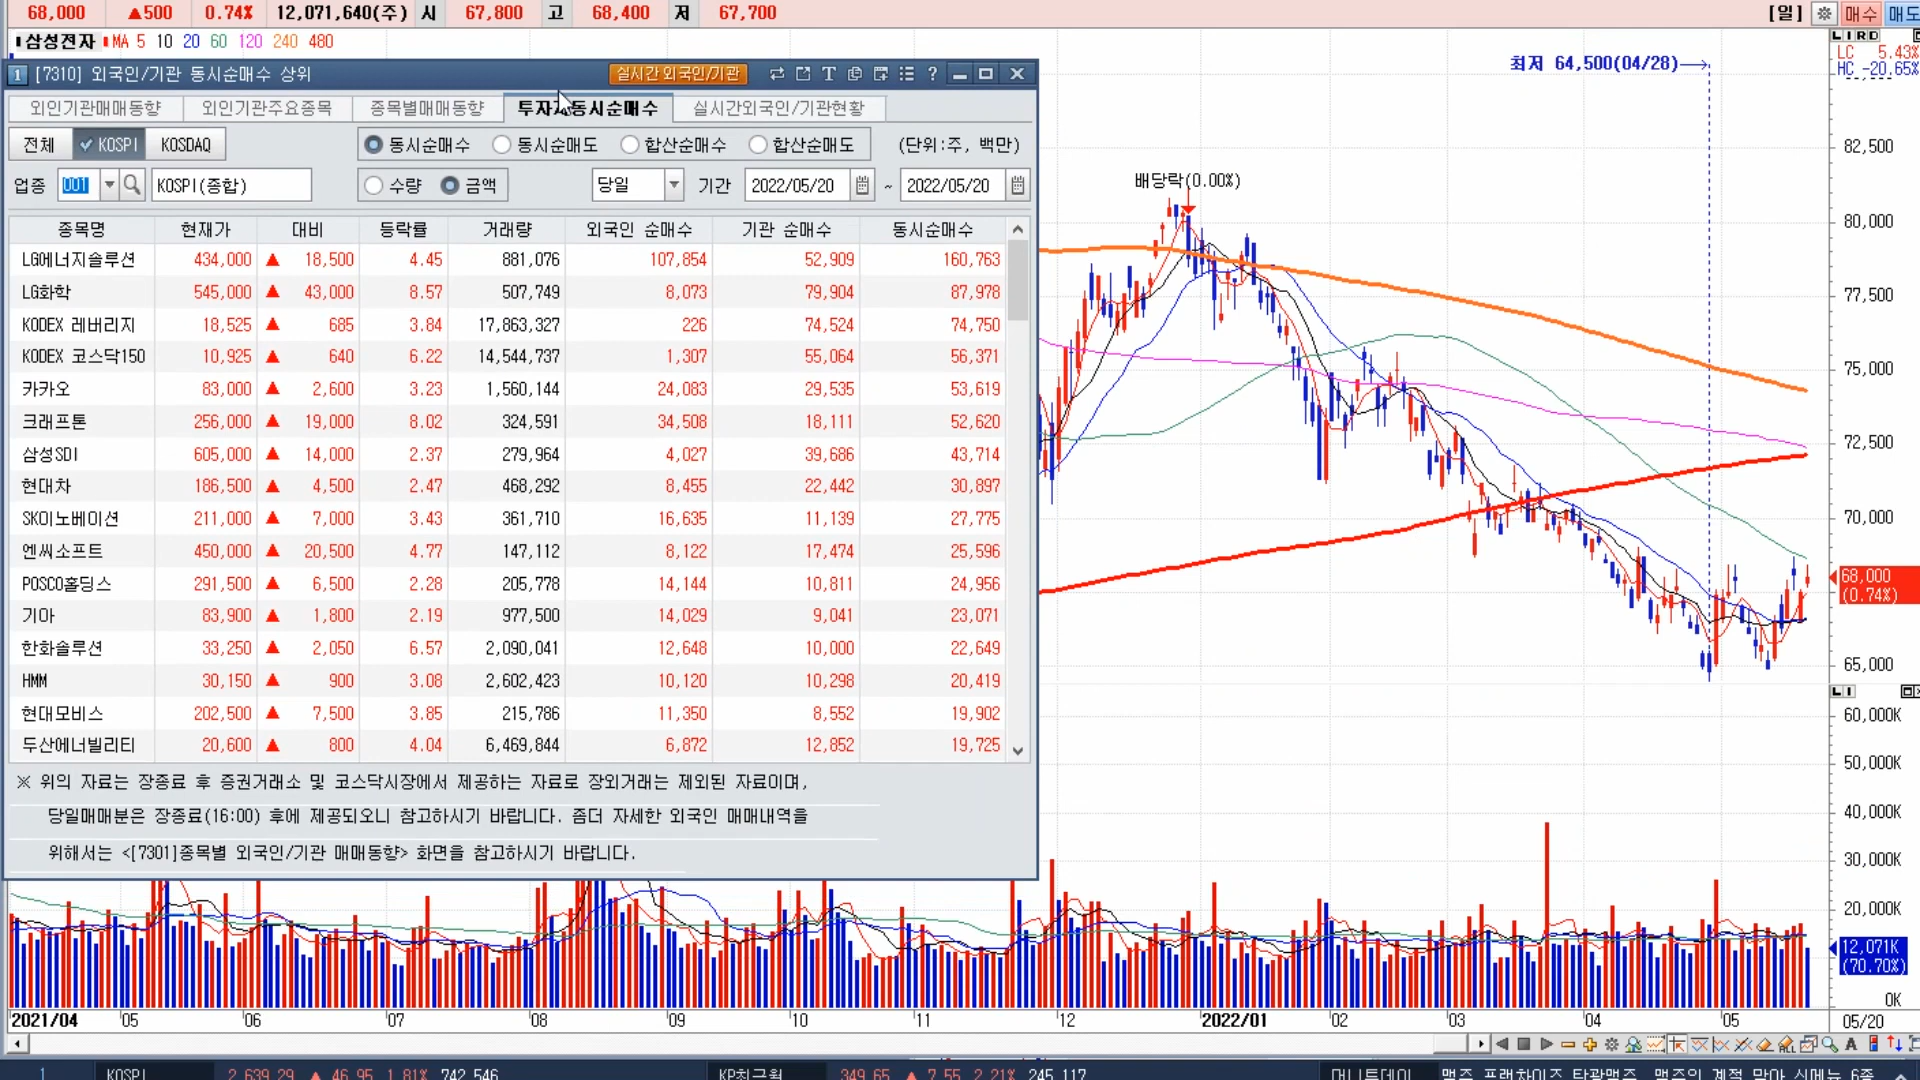 68,000 ▲500 0.74% 12,071,640(주) 시 67,800 고 68,400 저 67,700 [일] 매수 매도
삼성전자 MA 5 10 20 60 120 240 480
1 [7310] 외국인/기관 동시순매수 상위 실시간 외국인/기관
외인기관매매동향 외인기관주요종목 종목별매매동향 투자자동시순매수 실시간외국인/기관현황
전체 KOSPI KOSDAQ 동시순매수 동시순매도 합산순매수 합산순매도 (단위:주, 백만)
업종 001 KOSPI(종합) 수량 금액 당일 기간 2022/05/20 ~ 2022/05/20
종목명 현재가 대비 등락률 거래량 외국인 순매수 기관 순매수 동시순매수
LG에너지솔루션 434,000 ▲ 18,500 4.45 881,076 107,854 52,909 160,763
LG화학 545,000 ▲ 43,000 8.57 507,749 8,073 79,904 87,978
KODEX 레버리지 18,525 ▲ 685 3.84 17,863,327 226 74,524 74,750
KODEX 코스닥150 10,925 ▲ 640 6.22 14,544,737 1,307 55,064 56,371
카카오 83,000 ▲ 2,600 3.23 1,560,144 24,083 29,535 53,619
크래프톤 256,000 ▲ 19,000 8.02 324,591 34,508 18,111 52,620
삼성SDI 605,000 ▲ 14,000 2.37 279,964 4,027 39,686 43,714
현대차 186,500 ▲ 4,500 2.47 468,292 8,455 22,442 30,897
SK이노베이션 211,000 ▲ 7,000 3.43 361,710 16,635 11,139 27,775
엔씨소프트 450,000 ▲ 20,500 4.77 147,112 8,122 17,474 25,596
POSCO홀딩스 291,500 ▲ 6,500 2.28 205,778 14,144 10,811 24,956
기아 83,900 ▲ 1,800 2.19 977,500 14,029 9,041 23,071
한화솔루션 33,250 ▲ 2,050 6.57 2,090,041 12,648 10,000 22,649
HMM 30,150 ▲ 900 3.08 2,602,423 10,120 10,298 20,419
현대모비스 202,500 ▲ 7,500 3.85 215,786 11,350 8,552 19,902
두산에너빌리티 20,600 ▲ 800 4.04 6,469,844 6,872 12,852 19,725
※ 위의 자료는 장종료 후 증권거래소 및 코스닥시장에서 제공하는 자료로 장외거래는 제외된 자료이며,
당일매매분은 장종료(16:00) 후에 제공되오니 참고하시기 바랍니다. 좀더 자세한 외국인 매매내역을
위해서는 <[7301]종목별 외국인/기관 매매동향> 화면을 참고하시기 바랍니다.
최저 64,500(04/28)
배당락(0.00%)
L I R D
LC 5.43%
HC -20.65%
82,500
80,000
77,500
75,000
72,500
70,000
68,000
(0.74%)
65,000
L I
60,000K
50,000K
40,000K
30,000K
20,000K
12,071K
(70.70%)
0K
2021/04 05 06 07 08 09 10 11 12 2022/01 02 03 04 05 05/20
A
1 KOSPI 2,639.29 ▲ 46.95 1.81% 742,546 KP최근월 349.65 ▲ 7.55 2.21% 245,117 머니투데이